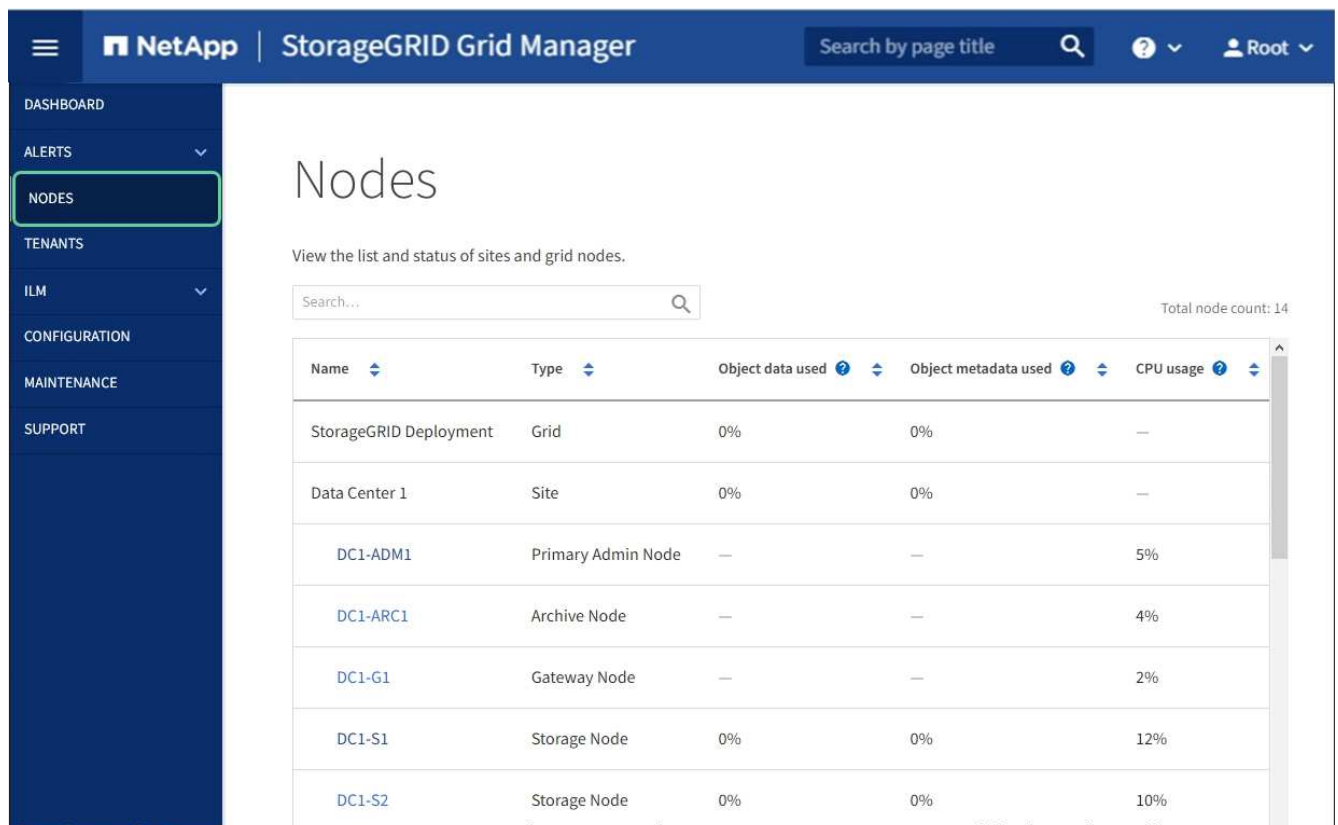 NetApp | StorageGRID Grid Manager Search by page title ? Root
DASHBOARD
ALERTS
NODES
TENANTS
ILM
CONFIGURATION
MAINTENANCE
SUPPORT
Nodes
View the list and status of sites and grid nodes.
Search...
Total node count: 14
Name Type Object data used ? Object metadata used ? CPU usage ?
StorageGRID Deployment Grid 0% 0% —
Data Center 1 Site 0% 0% —
DC1-ADM1 Primary Admin Node — — 5%
DC1-ARC1 Archive Node — — 4%
DC1-G1 Gateway Node — — 2%
DC1-S1 Storage Node 0% 0% 12%
DC1-S2 Storage Node 0% 0% 10%